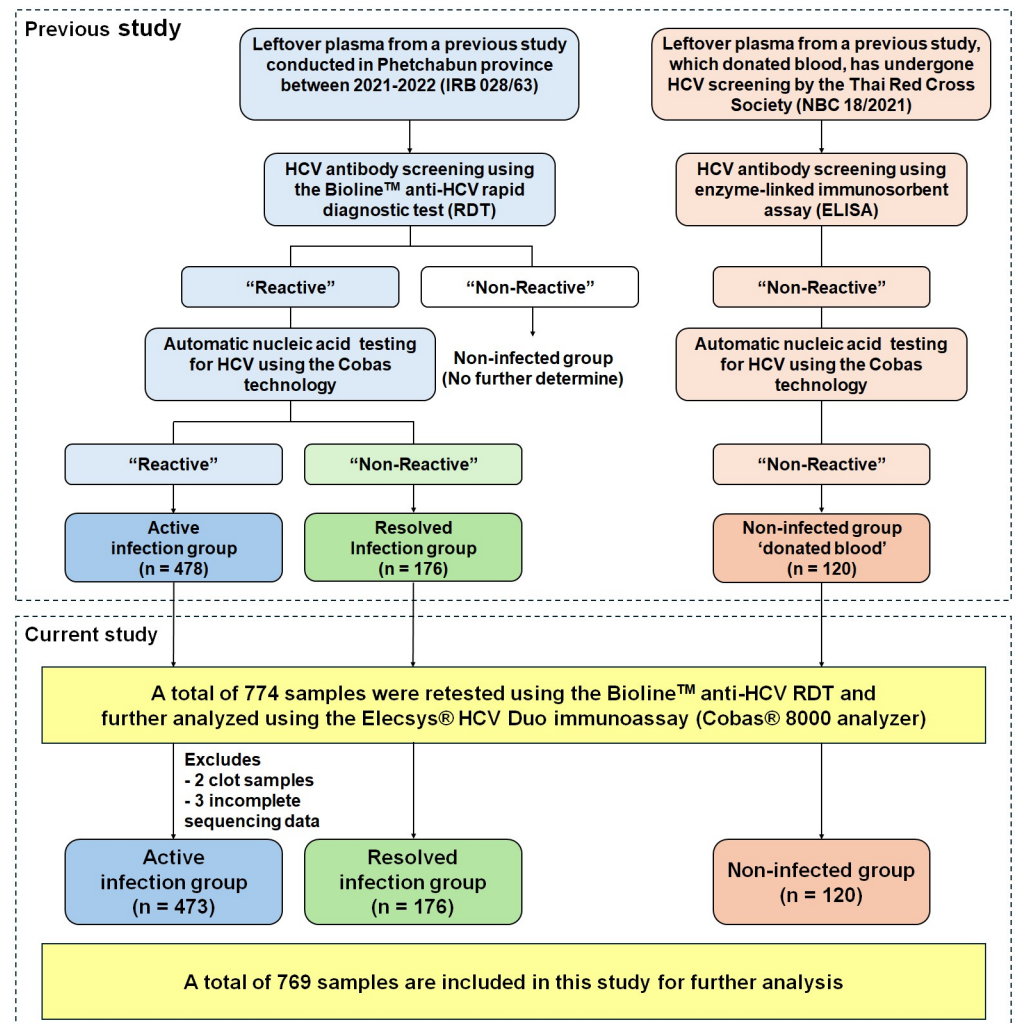 Previous study
Leftover plasma from a previous study
conducted in Phetchabun province
between 2021-2022 (IRB 028/63)
Leftover plasma from a previous study,
which donated blood, has undergone
HCV screening by the Thai Red Cross
Society (NBC 18/2021)
HCV antibody screening using
the Bioline™ anti-HCV rapid
diagnostic test (RDT)
HCV antibody screening using
enzyme-linked immunosorbent
assay (ELISA)
“Reactive”
“Non-Reactive”
“Non-Reactive”
Automatic nucleic acid testing
for HCV using the Cobas
technology
Non-infected group
(No further determine)
Automatic nucleic acid testing
for HCV using the Cobas
technology
“Reactive”
“Non-Reactive”
“Non-Reactive”
Active
infection group
(n = 478)
Resolved
Infection group
(n = 176)
Non-infected group
‘donated blood’
(n = 120)
Current study
A total of 774 samples were retested using the Bioline™ anti-HCV RDT and
further analyzed using the Elecsys® HCV Duo immunoassay (Cobas® 8000 analyzer)
Excludes
- 2 clot samples
- 3 incomplete
sequencing data
Active
infection group
(n = 473)
Resolved
infection group
(n = 176)
Non-infected group
(n = 120)
A total of 769 samples are included in this study for further analysis